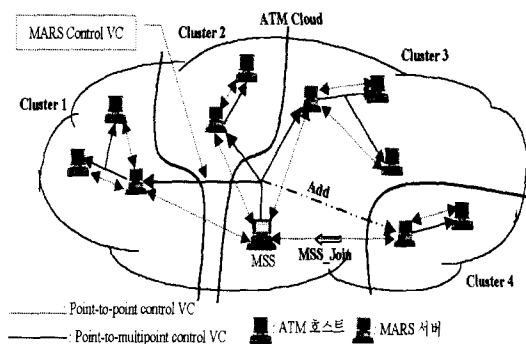 MARS Control VC
Cluster 2
ATM Cloud
Cluster 3
Cluster 1
Add
MSS
MSS_Join
Cluster 4
: Point-to-point control VC
: Point-to-multipoint control VC
: ATM 호스트
: MARS 서버